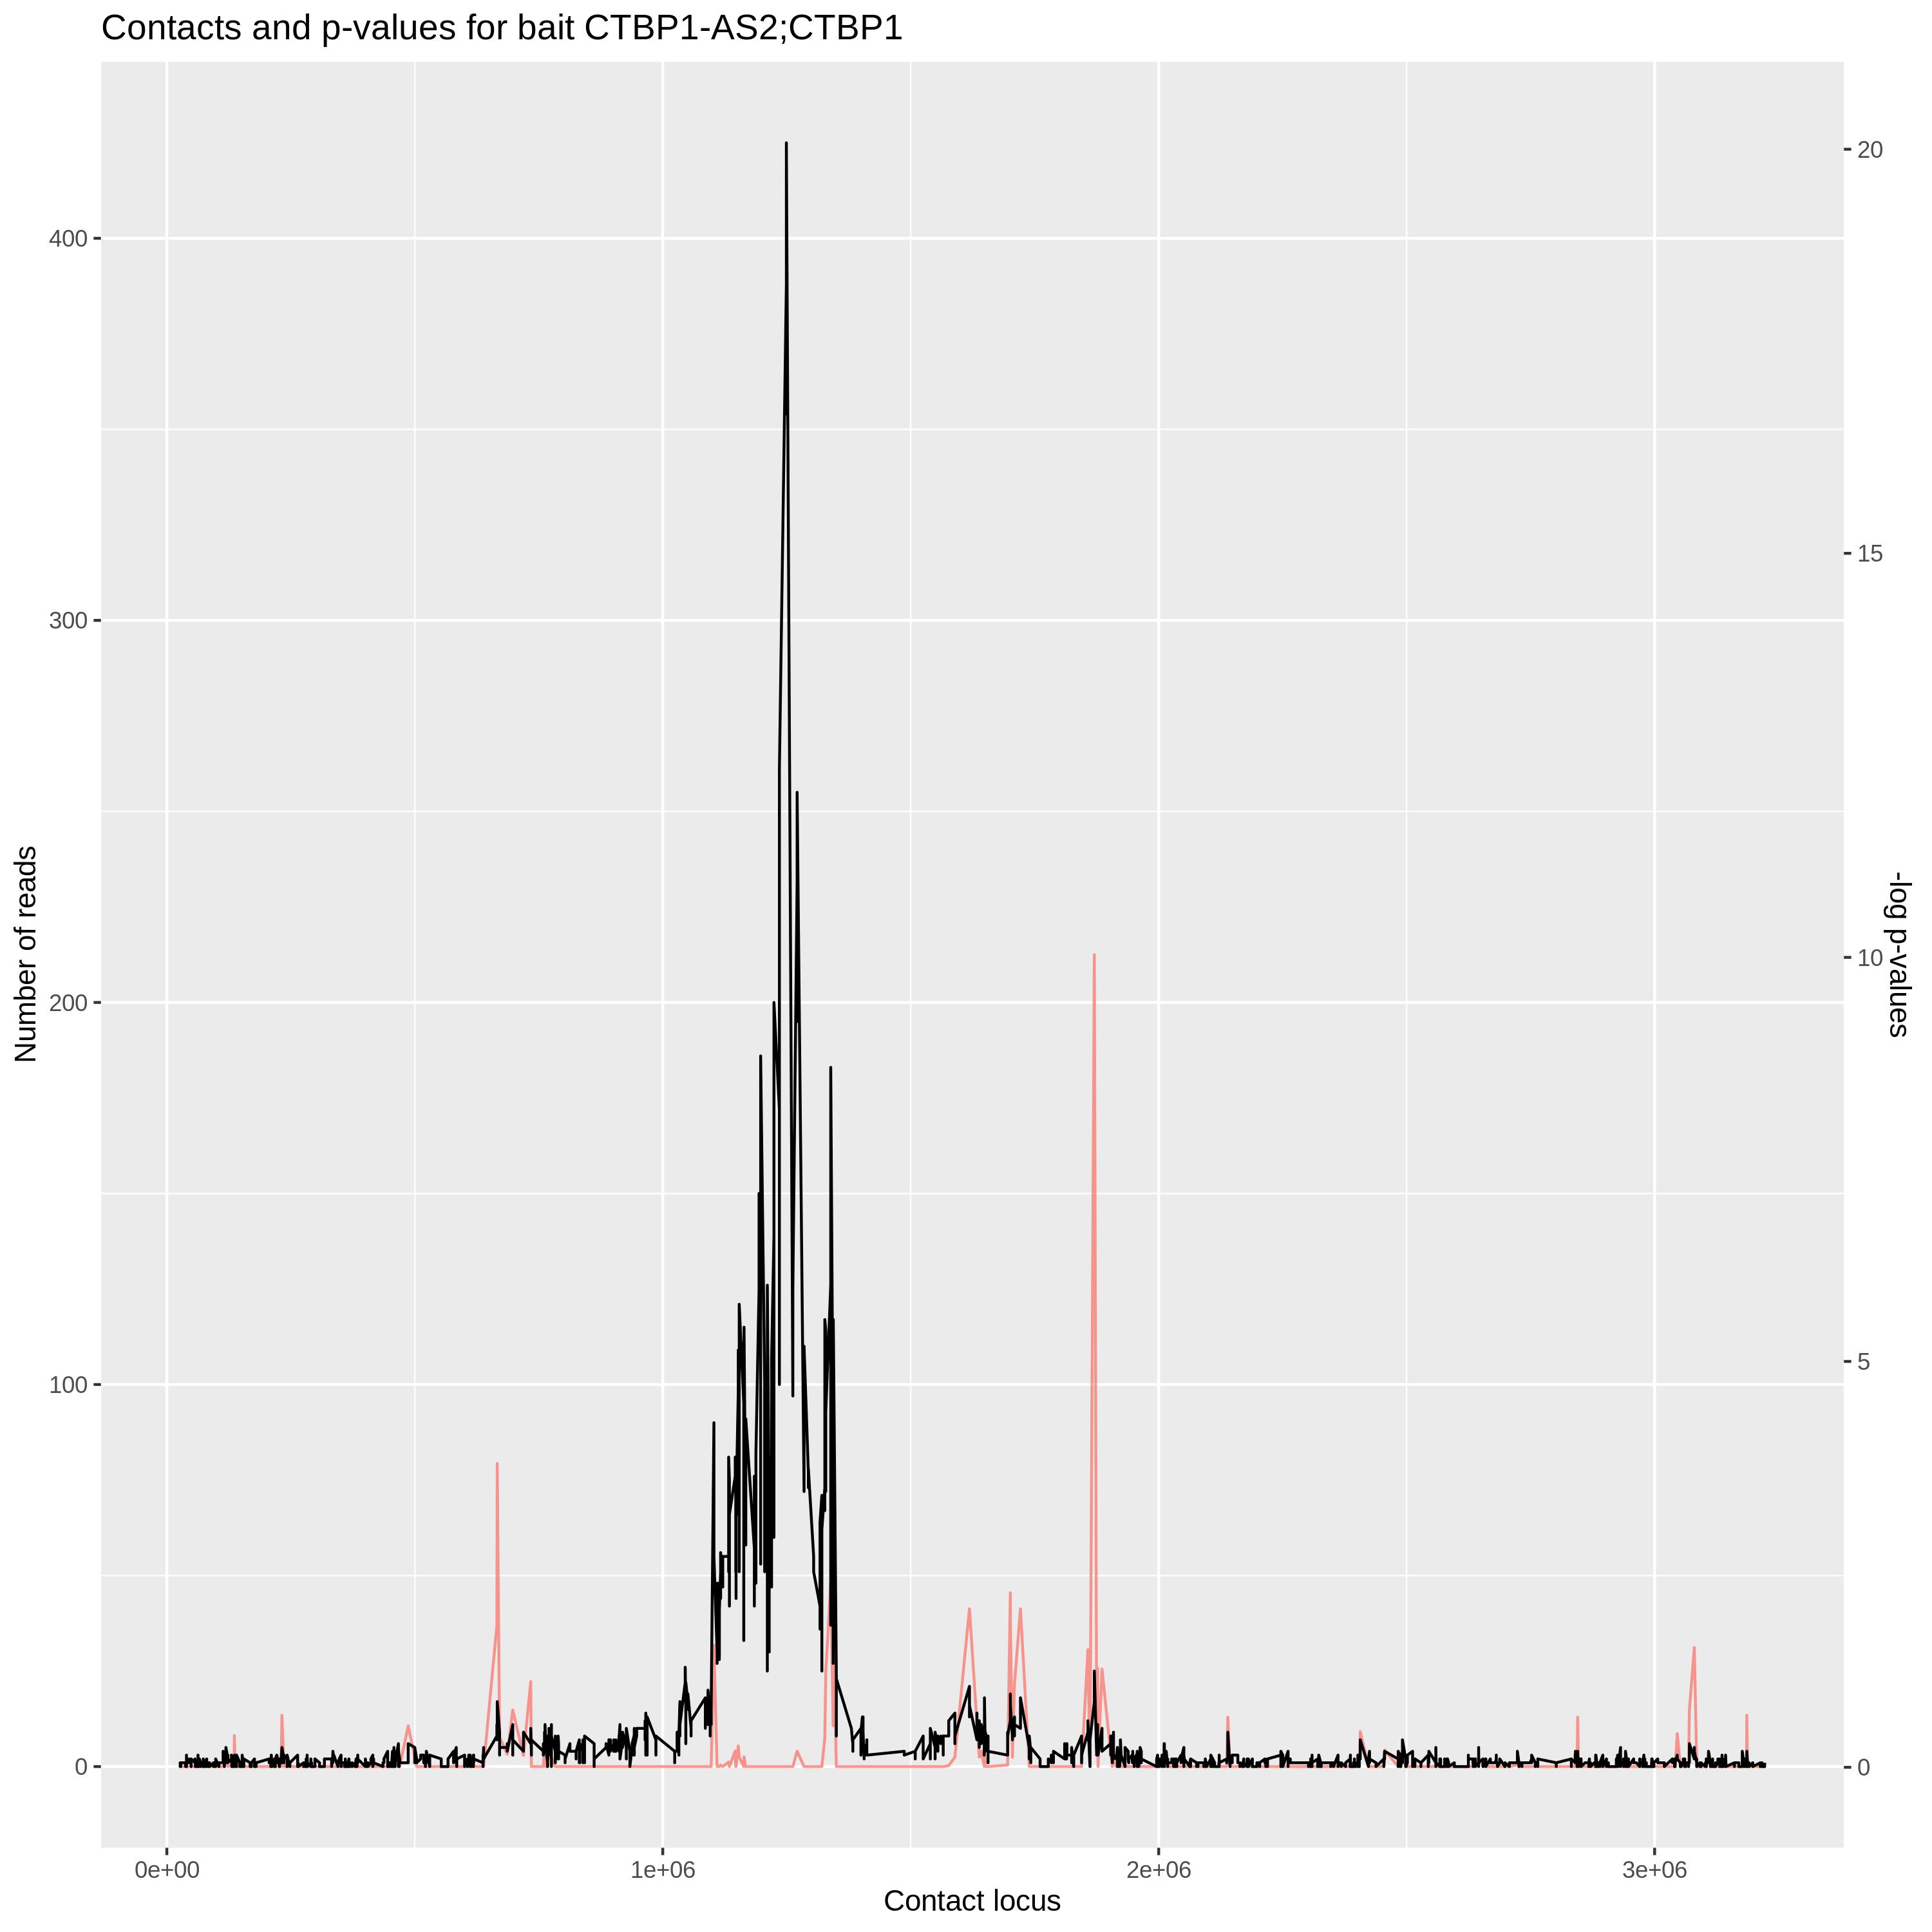 Contacts and p-values for bait CTBP1-AS2;CTBP1
Number of reads
400
300
200
100
0
20
15
10
5
0
-log p-values
0e+00
1e+06
2e+06
3e+06
Contact locus